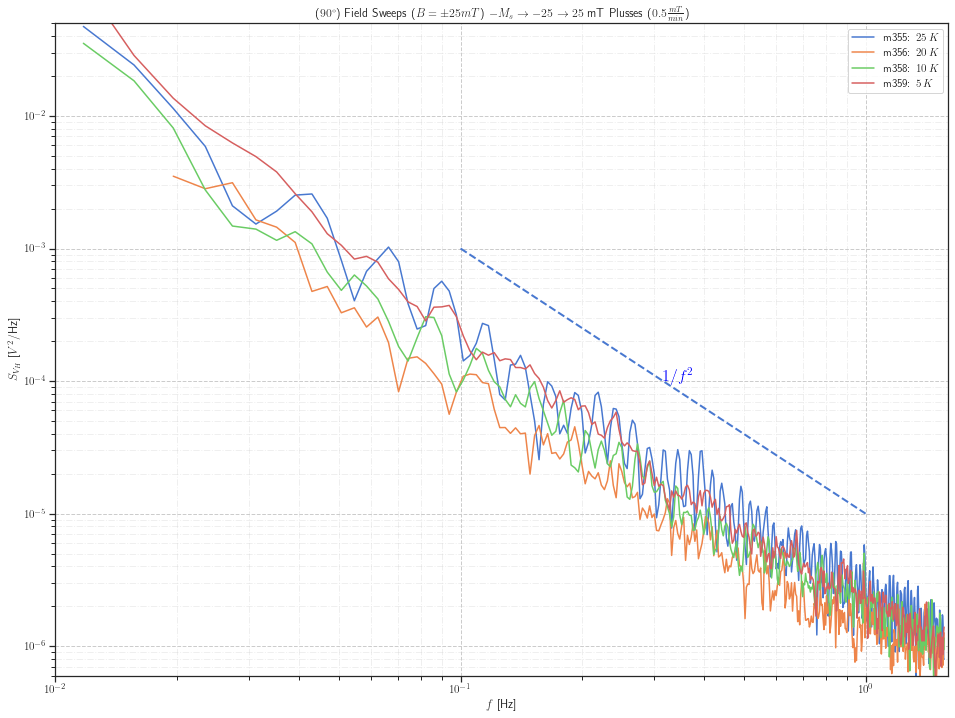 (90°) Field Sweeps (B = ±25mT) −Mₛ → −25 → 25 mT Plusses (0.5 mT/min)
m355: 25 K
m356: 20 K
m358: 10 K
m359: 5 K
10⁻²
10⁻³
1/f²
10⁻⁴
10⁻⁵
10⁻⁶
S_{V_H} [V²/Hz]
10⁻² 10⁻¹ 10⁰
f [Hz]